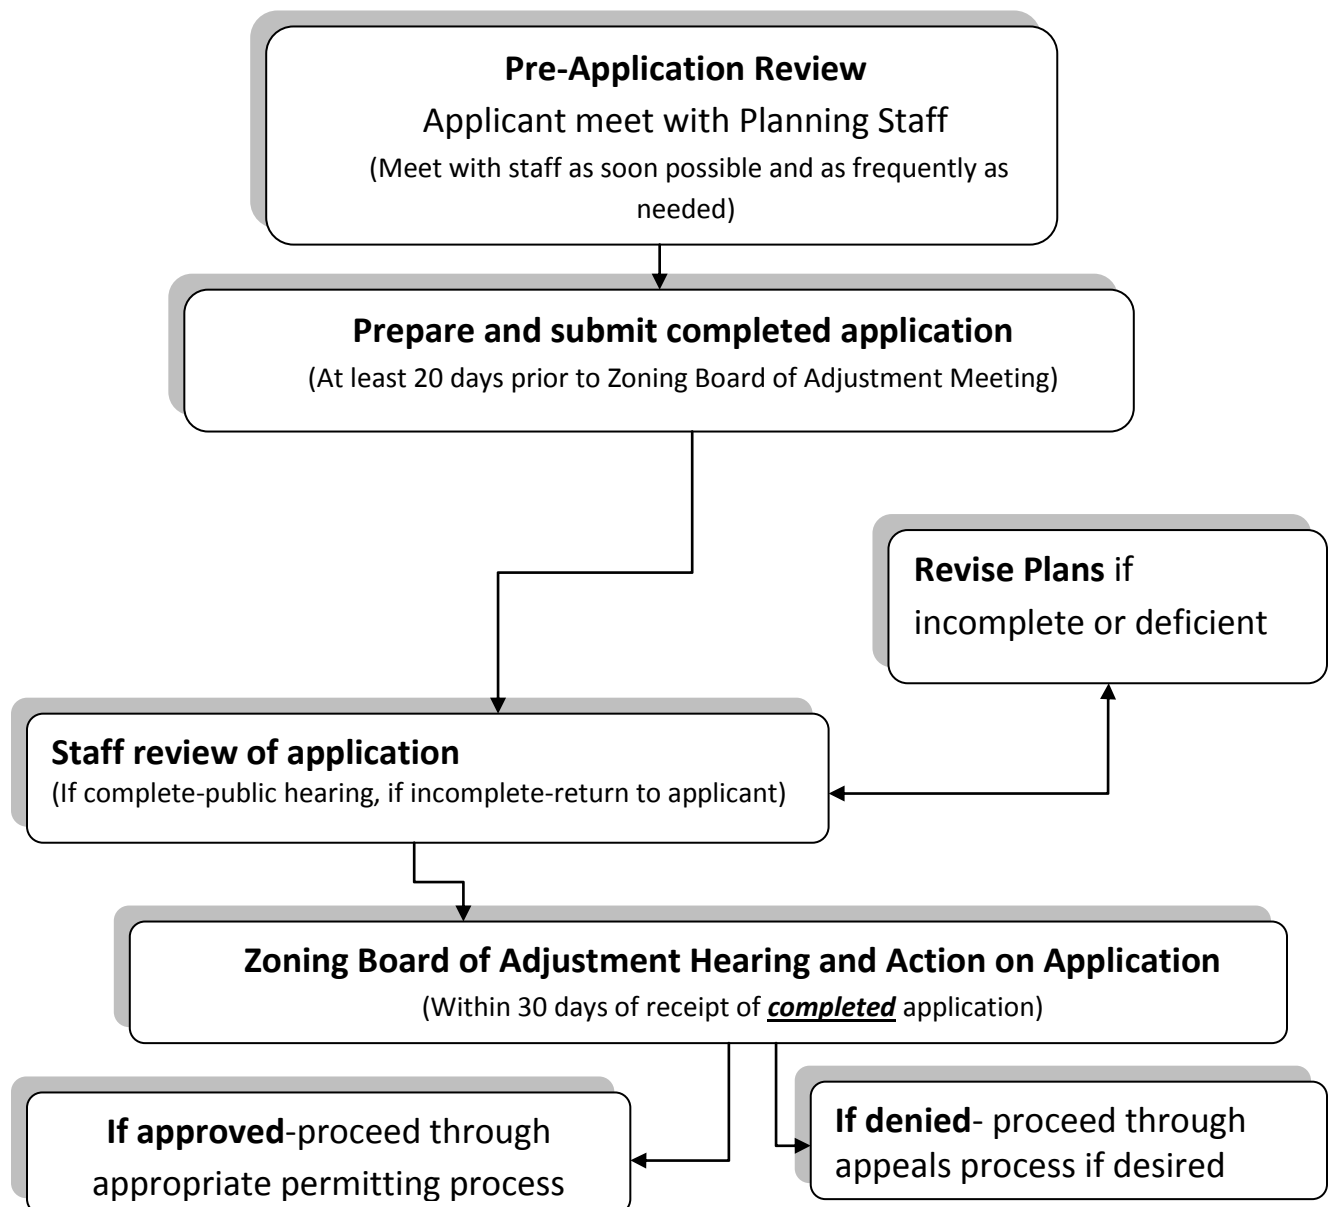 Pre-Application Review
Applicant meet with Planning Staff
(Meet with staff as soon possible and as frequently as
needed)
Prepare and submit completed application
(At least 20 days prior to Zoning Board of Adjustment Meeting)
Revise Plans if
incomplete or deficient
Staff review of application
(If complete-public hearing, if incomplete-return to applicant)
Zoning Board of Adjustment Hearing and Action on Application
(Within 30 days of receipt of completed application)
If approved-proceed through
appropriate permitting process
If denied- proceed through
appeals process if desired